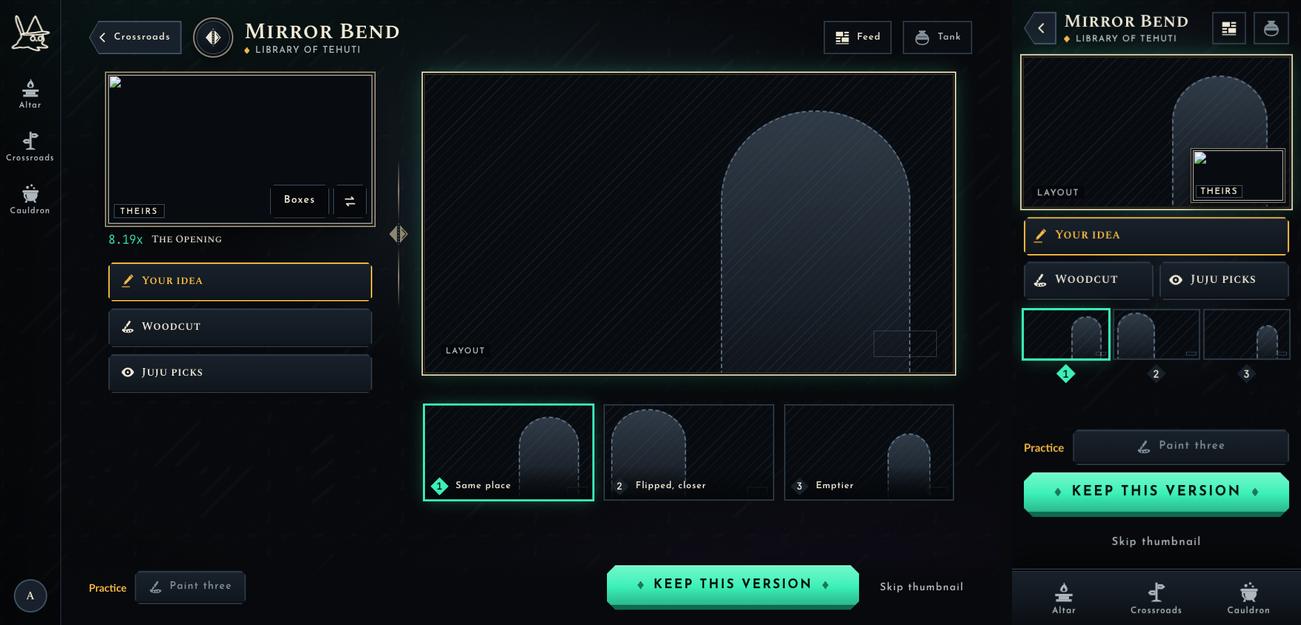 Crossroads
MIRROR BEND
LIBRARY OF TEHUTI
Feed
Tank
Altar
Crossroads
Cauldron
A
Boxes
THEIRS
8.19x THE OPENING
YOUR IDEA
WOODCUT
JUJU PICKS
LAYOUT
1 Same place
2 Flipped, closer
3 Emptier
Practice
Paint three
KEEP THIS VERSION
Skip thumbnail
MIRROR BEND
LIBRARY OF TEHUTI
LAYOUT
THEIRS
YOUR IDEA
WOODCUT
JUJU PICKS
1
2
3
Practice
Paint three
KEEP THIS VERSION
Skip thumbnail
Altar
Crossroads
Cauldron